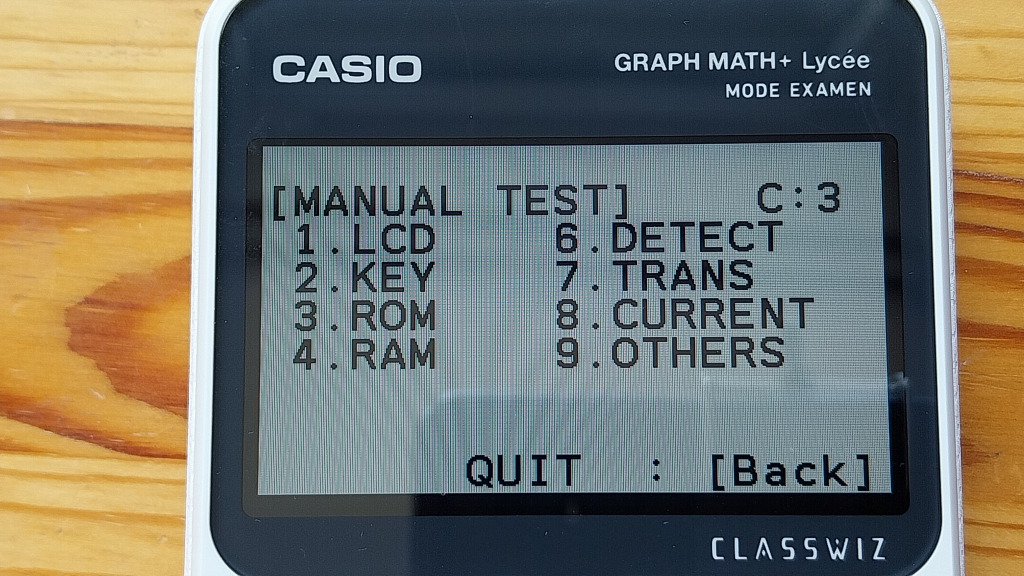 CASIO GRAPH MATH+ Lycée
MODE EXAMEN
[MANUAL TEST] C:3
1.LCD 6.DETECT
2.KEY 7.TRANS
3.ROM 8.CURRENT
4.RAM 9.OTHERS
QUIT : [Back]
CLASSWIZ